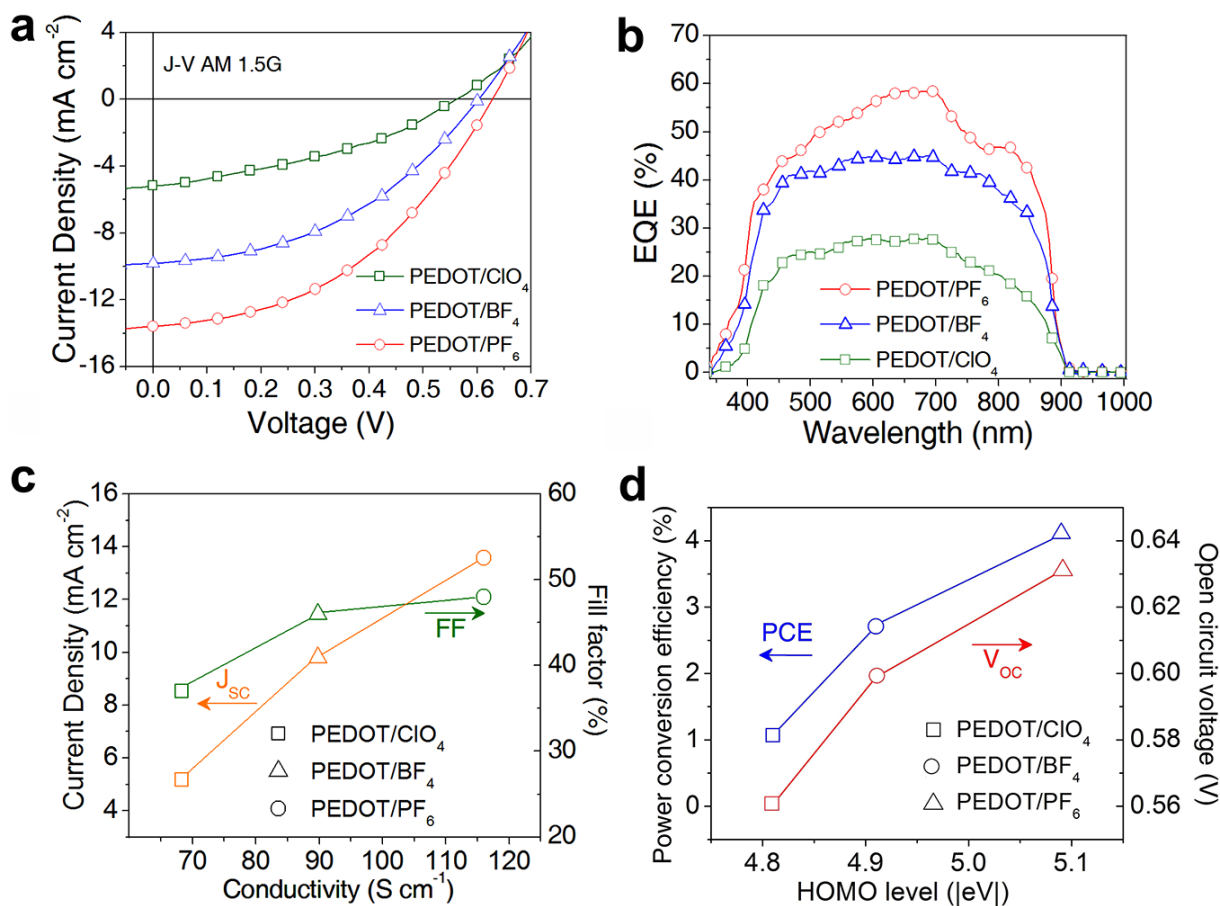 a
4
0
-4
-8
-12
-16
Current Density (mA cm⁻²)
J-V AM 1.5G
PEDOT/ClO₄
PEDOT/BF₄
PEDOT/PF₆
0.0 0.1 0.2 0.3 0.4 0.5 0.6 0.7
Voltage (V)
b
70
60
50
40
30
20
10
0
EQE (%)
PEDOT/PF₆
PEDOT/BF₄
PEDOT/ClO₄
400 500 600 700 800 900 1000
Wavelength (nm)
c
16
14
12
10
8
6
4
Current Density (mA cm⁻²)
60
50
40
30
20
Fill factor (%)
FF
J_SC
PEDOT/ClO₄
PEDOT/BF₄
PEDOT/PF₆
70 80 90 100 110 120
Conductivity (S cm⁻¹)
d
4
3
2
1
0
Power conversion efficiency (%)
0.64
0.62
0.60
0.58
0.56
Open circuit voltage (V)
PCE
V_OC
PEDOT/ClO₄
PEDOT/BF₄
PEDOT/PF₆
4.8 4.9 5.0 5.1
HOMO level (|eV|)